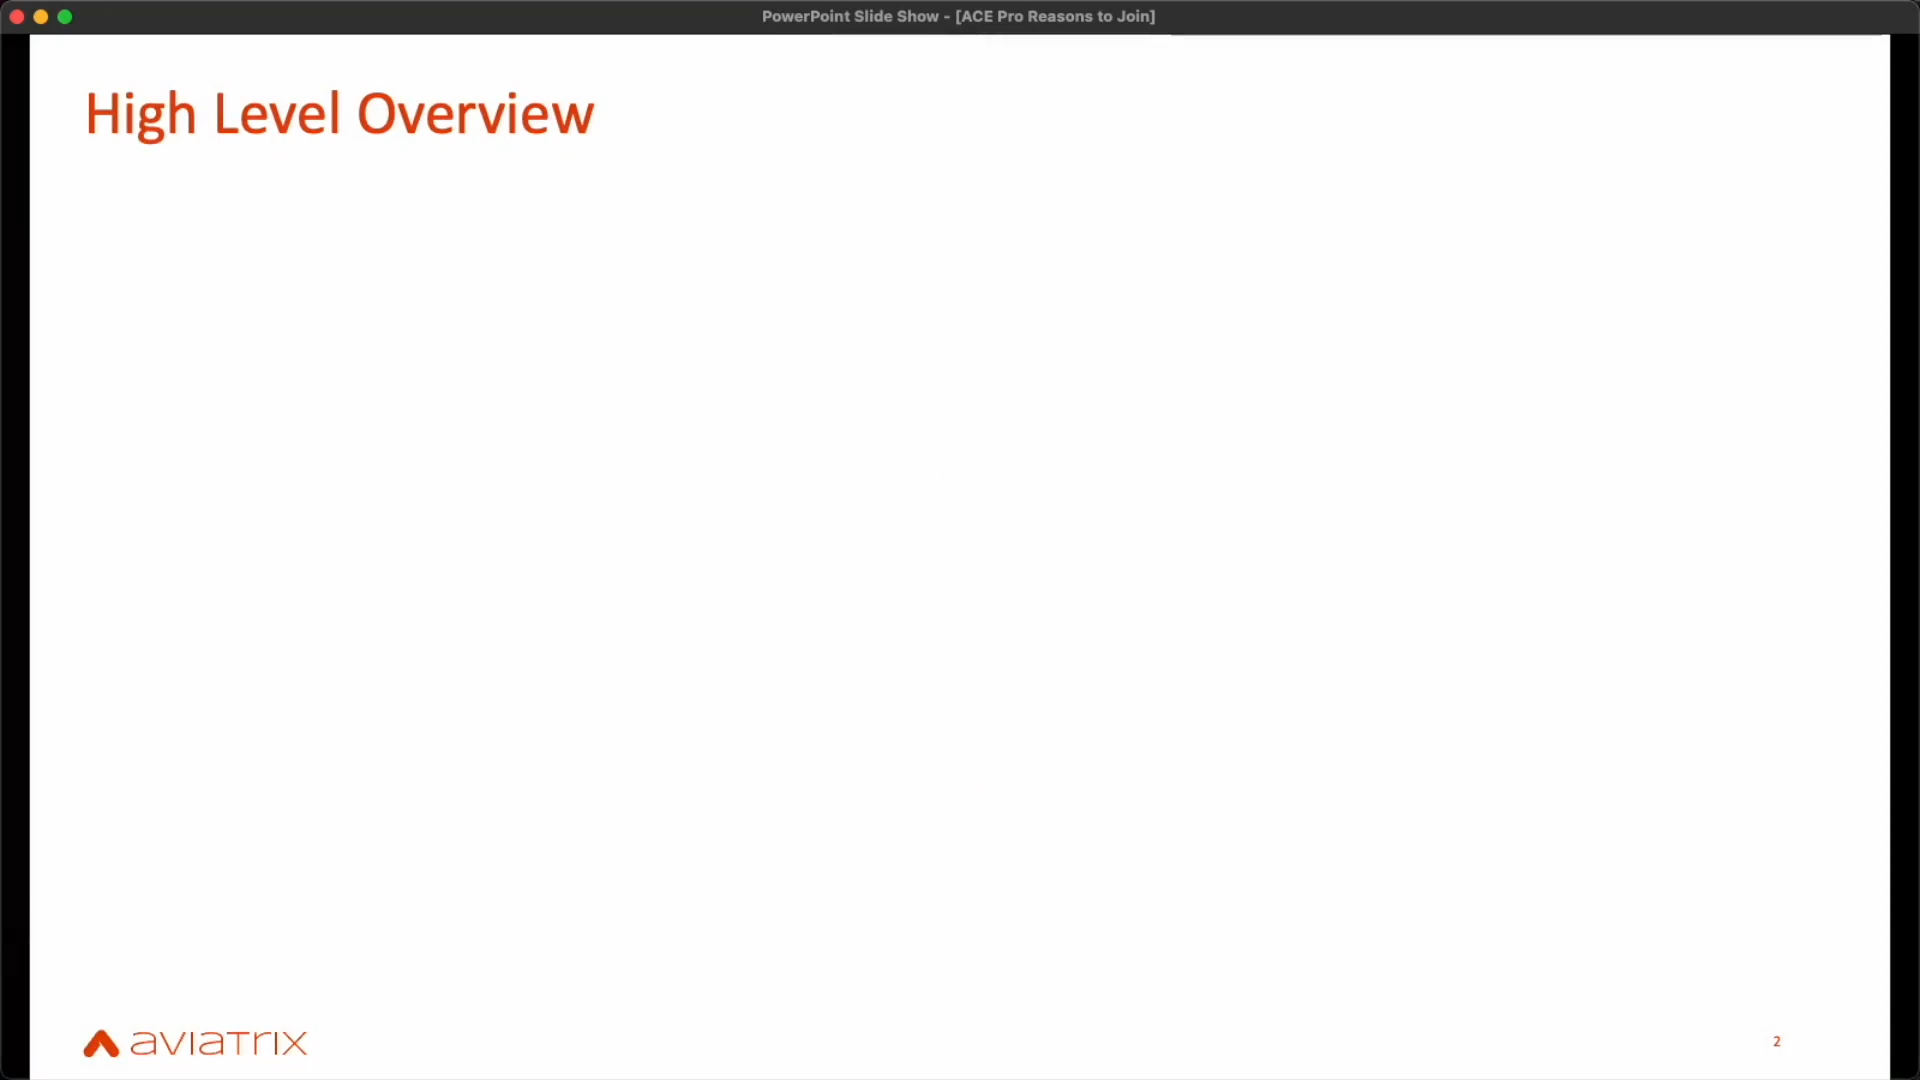 PowerPoint Slide Show - [ACE Pro Reasons to Join]
High Level Overview
aviatrix
2